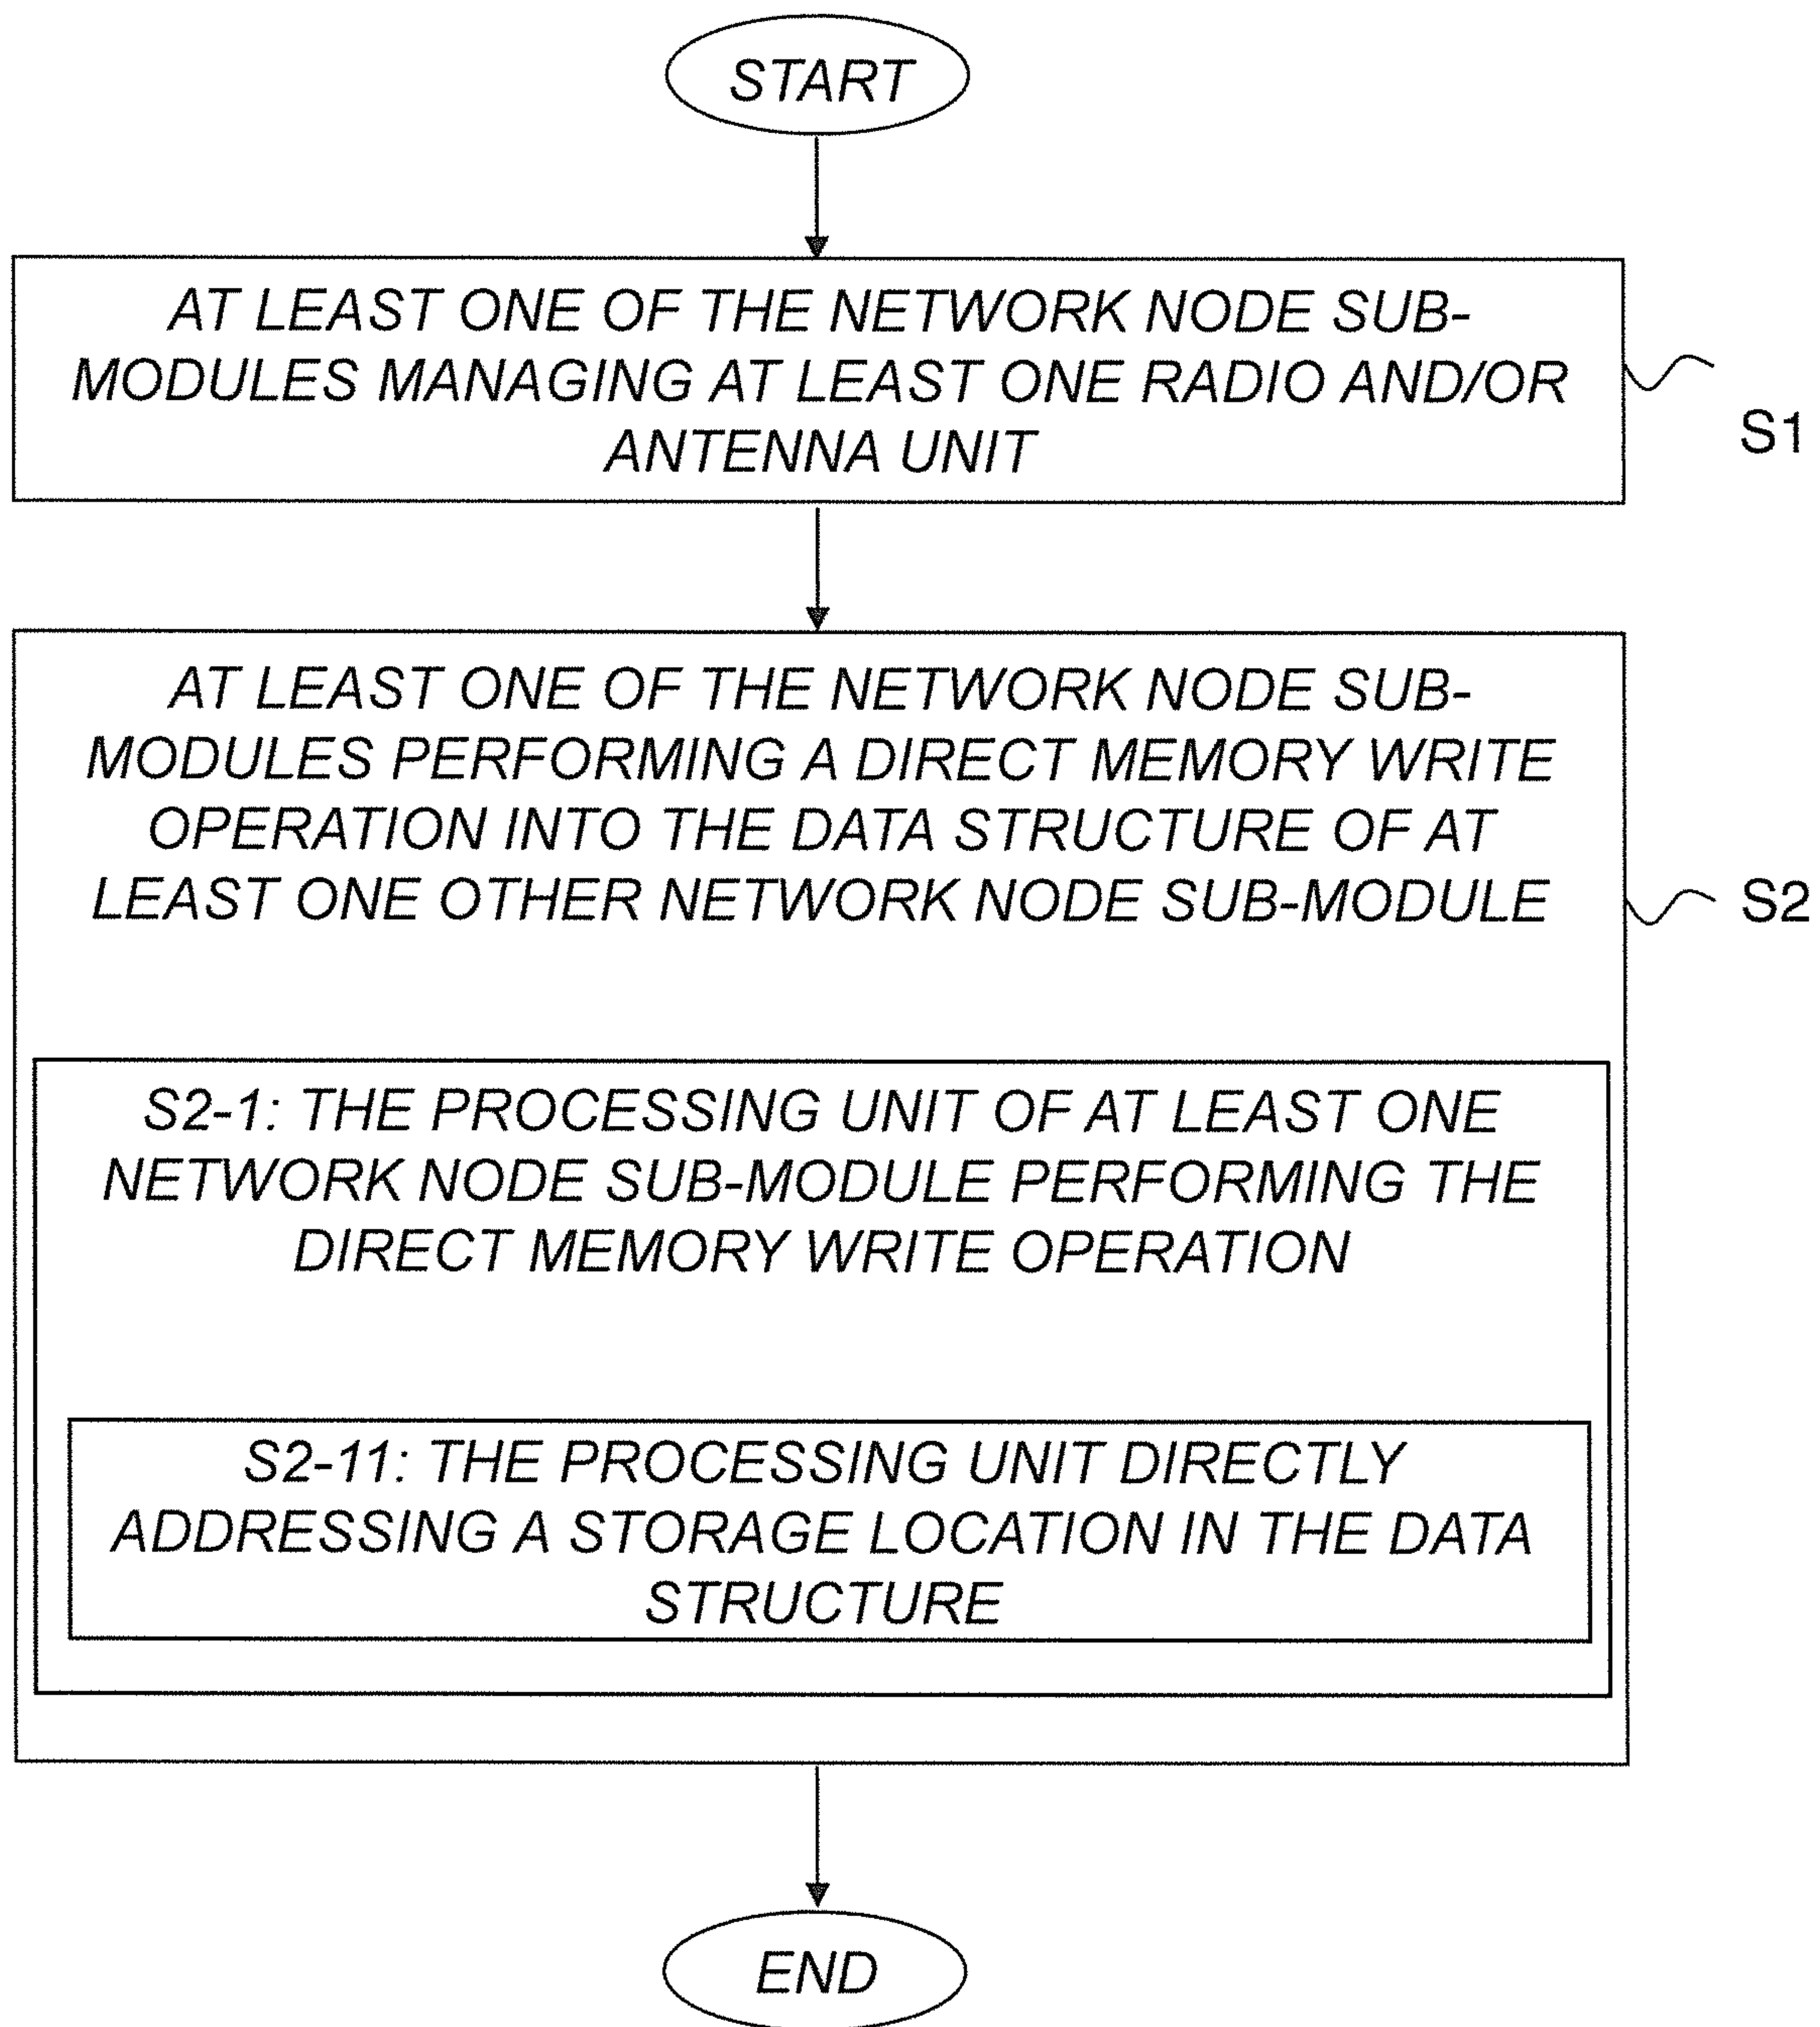 START
AT LEAST ONE OF THE NETWORK NODE SUB-
MODULES MANAGING AT LEAST ONE RADIO AND/OR
ANTENNA UNIT
S1
AT LEAST ONE OF THE NETWORK NODE SUB-
MODULES PERFORMING A DIRECT MEMORY WRITE
OPERATION INTO THE DATA STRUCTURE OF AT
LEAST ONE OTHER NETWORK NODE SUB-MODULE
S2
S2-1: THE PROCESSING UNIT OF AT LEAST ONE
NETWORK NODE SUB-MODULE PERFORMING THE
DIRECT MEMORY WRITE OPERATION
S2-11: THE PROCESSING UNIT DIRECTLY
ADDRESSING A STORAGE LOCATION IN THE DATA
STRUCTURE
END